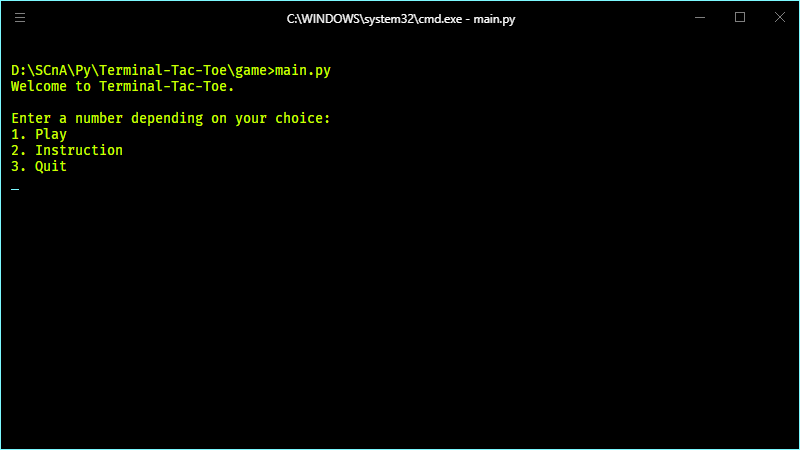 C:\WINDOWS\system32\cmd.exe - main.py
D:\SCnA\Py\Terminal-Tac-Toe\game>main.py
Welcome to Terminal-Tac-Toe.
Enter a number depending on your choice:
1. Play
2. Instruction
3. Quit
_